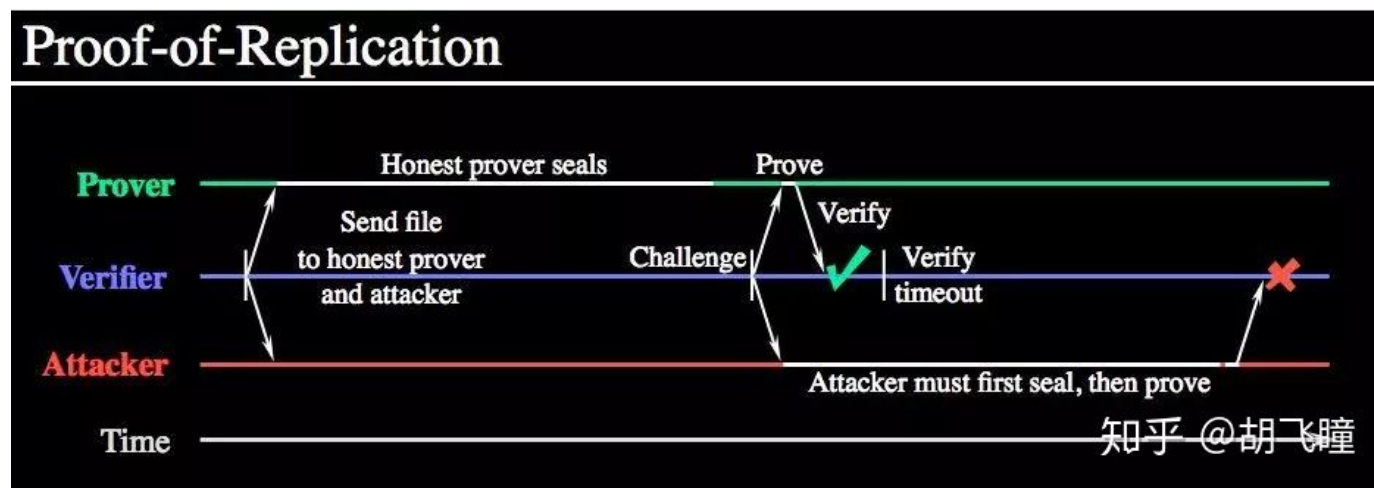 Proof-of-Replication
Honest prover seals
Prove
Prover
Send file
to honest prover
and attacker
Verify
Challenge
Verifier
Verify
timeout
Attacker
Attacker must first seal, then prove
Time
知乎 @胡飞瞳